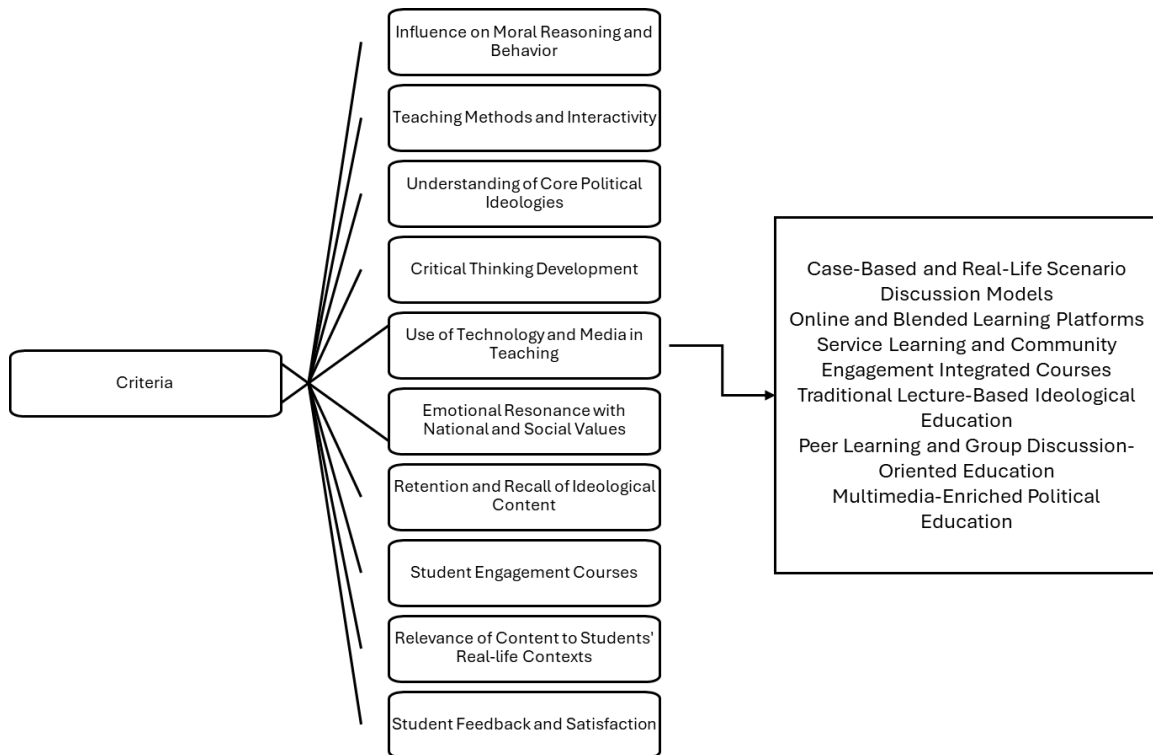 Influence on Moral Reasoning and
Behavior
Teaching Methods and Interactivity
Understanding of Core Political
Ideologies
Critical Thinking Development
Criteria
Use of Technology and Media in
Teaching
Emotional Resonance with
National and Social Values
Retention and Recall of Ideological
Content
Student Engagement Courses
Relevance of Content to Students'
Real-life Contexts
Student Feedback and Satisfaction
Case-Based and Real-Life Scenario
Discussion Models
Online and Blended Learning Platforms
Service Learning and Community
Engagement Integrated Courses
Traditional Lecture-Based Ideological
Education
Peer Learning and Group Discussion-
Oriented Education
Multimedia-Enriched Political
Education